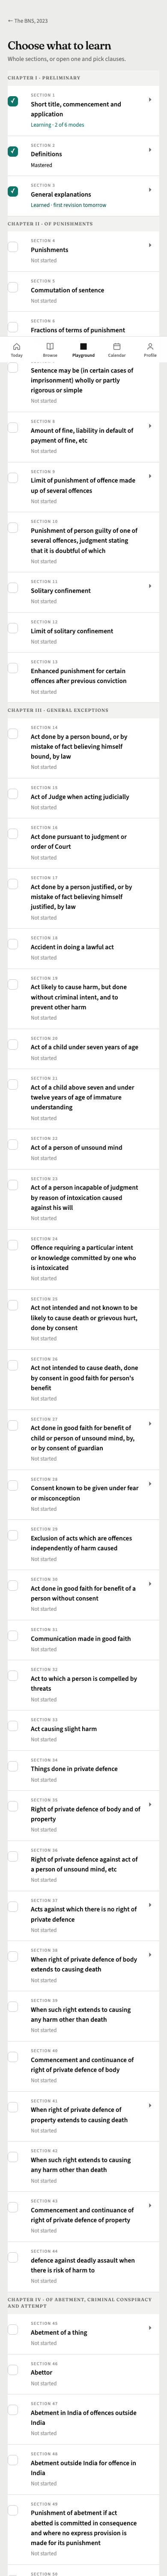 ← The BNS, 2023
Choose what to learn
Whole sections, or open one and pick clauses.
CHAPTER I · PRELIMINARY
SECTION 1
Short title, commencement and
application
Learning · 2 of 6 modes
SECTION 2
Definitions
Mastered
SECTION 3
General explanations
Learned · first revision tomorrow
CHAPTER II · OF PUNISHMENTS
SECTION 4
Punishments
Not started
SECTION 5
Commutation of sentence
Not started
SECTION 6
Fractions of terms of punishment
Today
Browse
Playground
Calendar
Profile
Sentence may be (in certain cases of
imprisonment) wholly or partly
rigorous or simple
Not started
SECTION 8
Amount of fine, liability in default of
payment of fine, etc
Not started
SECTION 9
Limit of punishment of offence made
up of several offences
Not started
SECTION 10
Punishment of person guilty of one of
several offences, judgment stating
that it is doubtful of which
Not started
SECTION 11
Solitary confinement
Not started
SECTION 12
Limit of solitary confinement
Not started
SECTION 13
Enhanced punishment for certain
offences after previous conviction
Not started
CHAPTER III · GENERAL EXCEPTIONS
SECTION 14
Act done by a person bound, or by
mistake of fact believing himself
bound, by law
Not started
SECTION 15
Act of Judge when acting judicially
Not started
SECTION 16
Act done pursuant to judgment or
order of Court
Not started
SECTION 17
Act done by a person justified, or by
mistake of fact believing himself
justified, by law
Not started
SECTION 18
Accident in doing a lawful act
Not started
SECTION 19
Act likely to cause harm, but done
without criminal intent, and to
prevent other harm
Not started
SECTION 20
Act of a child under seven years of age
Not started
SECTION 21
Act of a child above seven and under
twelve years of age of immature
understanding
Not started
SECTION 22
Act of a person of unsound mind
Not started
SECTION 23
Act of a person incapable of judgment
by reason of intoxication caused
against his will
Not started
SECTION 24
Offence requiring a particular intent
or knowledge committed by one who
is intoxicated
Not started
SECTION 25
Act not intended and not known to be
likely to cause death or grievous hurt,
done by consent
Not started
SECTION 26
Act not intended to cause death, done
by consent in good faith for person's
benefit
Not started
SECTION 27
Act done in good faith for benefit of
child or person of unsound mind, by,
or by consent of guardian
Not started
SECTION 28
Consent known to be given under fear
or misconception
Not started
SECTION 29
Exclusion of acts which are offences
independently of harm caused
Not started
SECTION 30
Act done in good faith for benefit of a
person without consent
Not started
SECTION 31
Communication made in good faith
Not started
SECTION 32
Act to which a person is compelled by
threats
Not started
SECTION 33
Act causing slight harm
Not started
SECTION 34
Things done in private defence
Not started
SECTION 35
Right of private defence of body and of
property
Not started
SECTION 36
Right of private defence against act of
a person of unsound mind, etc
Not started
SECTION 37
Acts against which there is no right of
private defence
Not started
SECTION 38
When right of private defence of body
extends to causing death
Not started
SECTION 39
When such right extends to causing
any harm other than death
Not started
SECTION 40
Commencement and continuance of
right of private defence of body
Not started
SECTION 41
When right of private defence of
property extends to causing death
Not started
SECTION 42
When such right extends to causing
any harm other than death
Not started
SECTION 43
Commencement and continuance of
right of private defence of property
Not started
SECTION 44
defence against deadly assault when
there is risk of harm to
Not started
CHAPTER IV · OF ABETMENT, CRIMINAL CONSPIRACY
AND ATTEMPT
SECTION 45
Abetment of a thing
Not started
SECTION 46
Abettor
Not started
SECTION 47
Abetment in India of offences outside
India
Not started
SECTION 48
Abetment outside India for offence in
India
Not started
SECTION 49
Punishment of abetment if act
abetted is committed in consequence
and where no express provision is
made for its punishment
Not started
SECTION 50